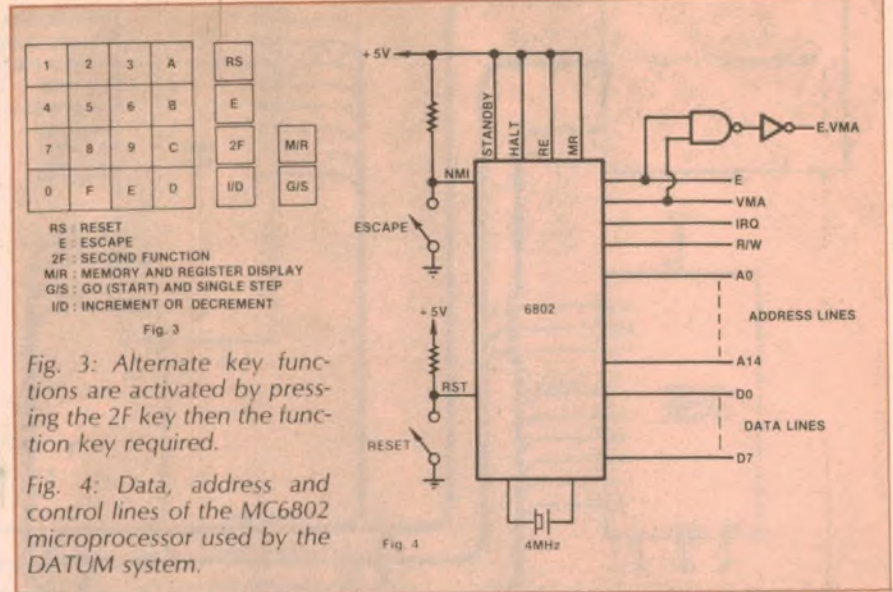 1 2 3 A RS
4 5 6 B E
7 8 9 C 2F M/R
0 F E D I/D G/S
RS : RESET
E : ESCAPE
2F : SECOND FUNCTION
M/R : MEMORY AND REGISTER DISPLAY
G/S : GO (START) AND SINGLE STEP
I/D : INCREMENT OR DECREMENT
Fig. 3
Fig. 3: Alternate key func-
tions are activated by press-
ing the 2F key then the func-
tion key required.
Fig. 4: Data, address and
control lines of the MC6802
microprocessor used by the
DATUM system.
+ 5V
STANDBY
HALT
RE
MR
NMI
ESCAPE
+ 5V
RST
RESET
6802
4MHz
E.VMA
E
VMA
IRQ
R/W
A0
ADDRESS LINES
A14
D0
DATA LINES
D7
Fig. 4